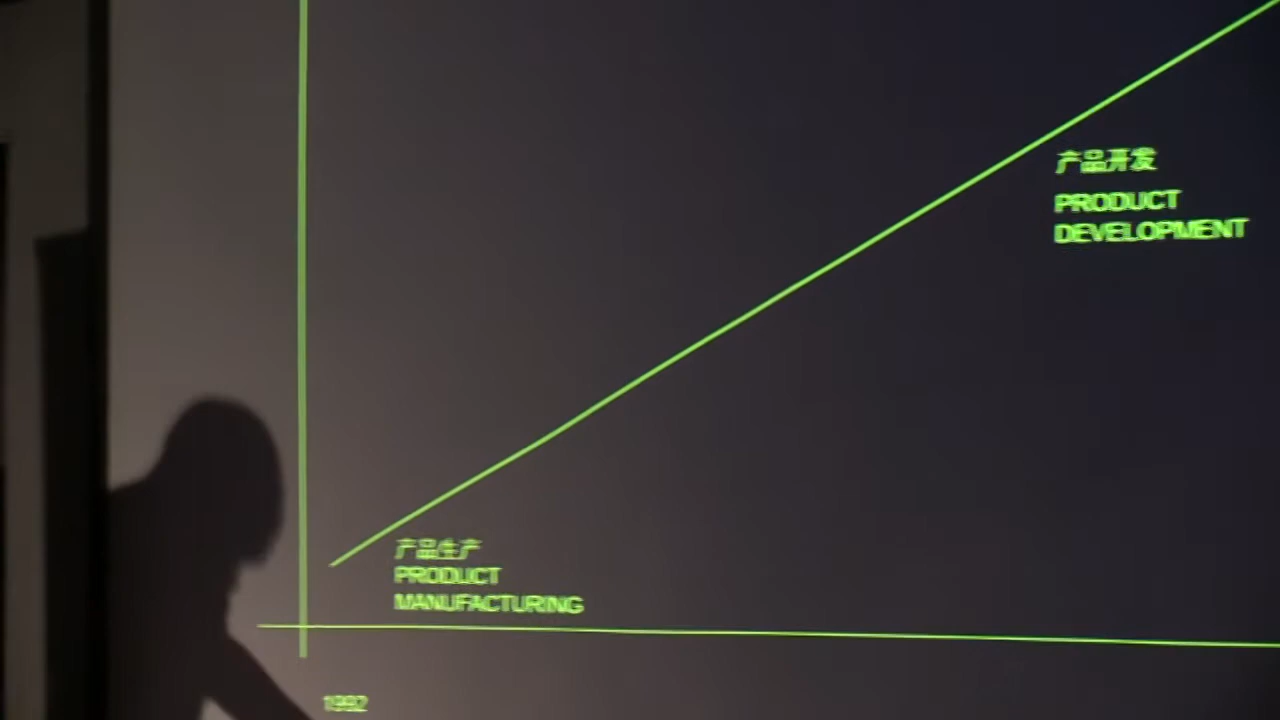 产品开发
PRODUCT
DEVELOPMENT
产品生产
PRODUCT
MANUFACTURING
1992